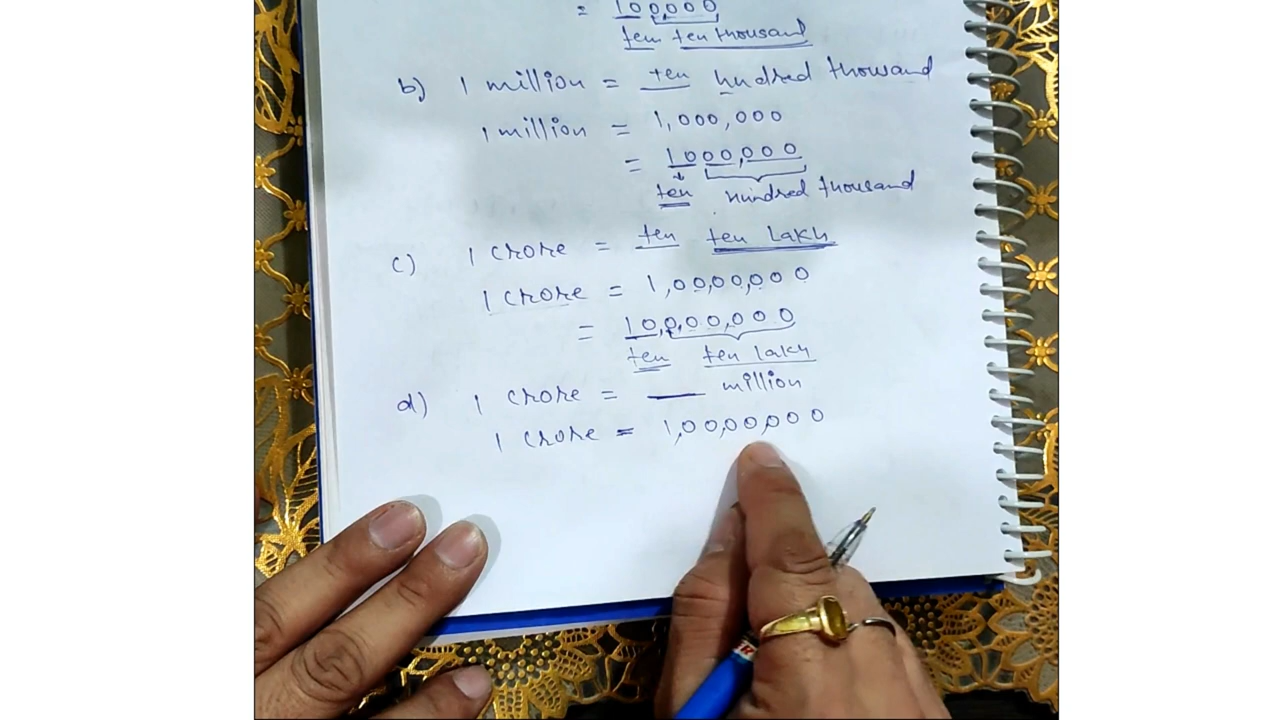 = 100,000
ten ten thousand
b) 1 million = ten hundred thousand
1 million = 1,000,000
= 1000,000
ten hundred thousand
c) 1 crore = ten ten lakh
1 crore = 1,00,00,000
= 10,0,00,000
ten ten lakh
d) 1 crore = ___ million
1 crore = 1,00,00,000